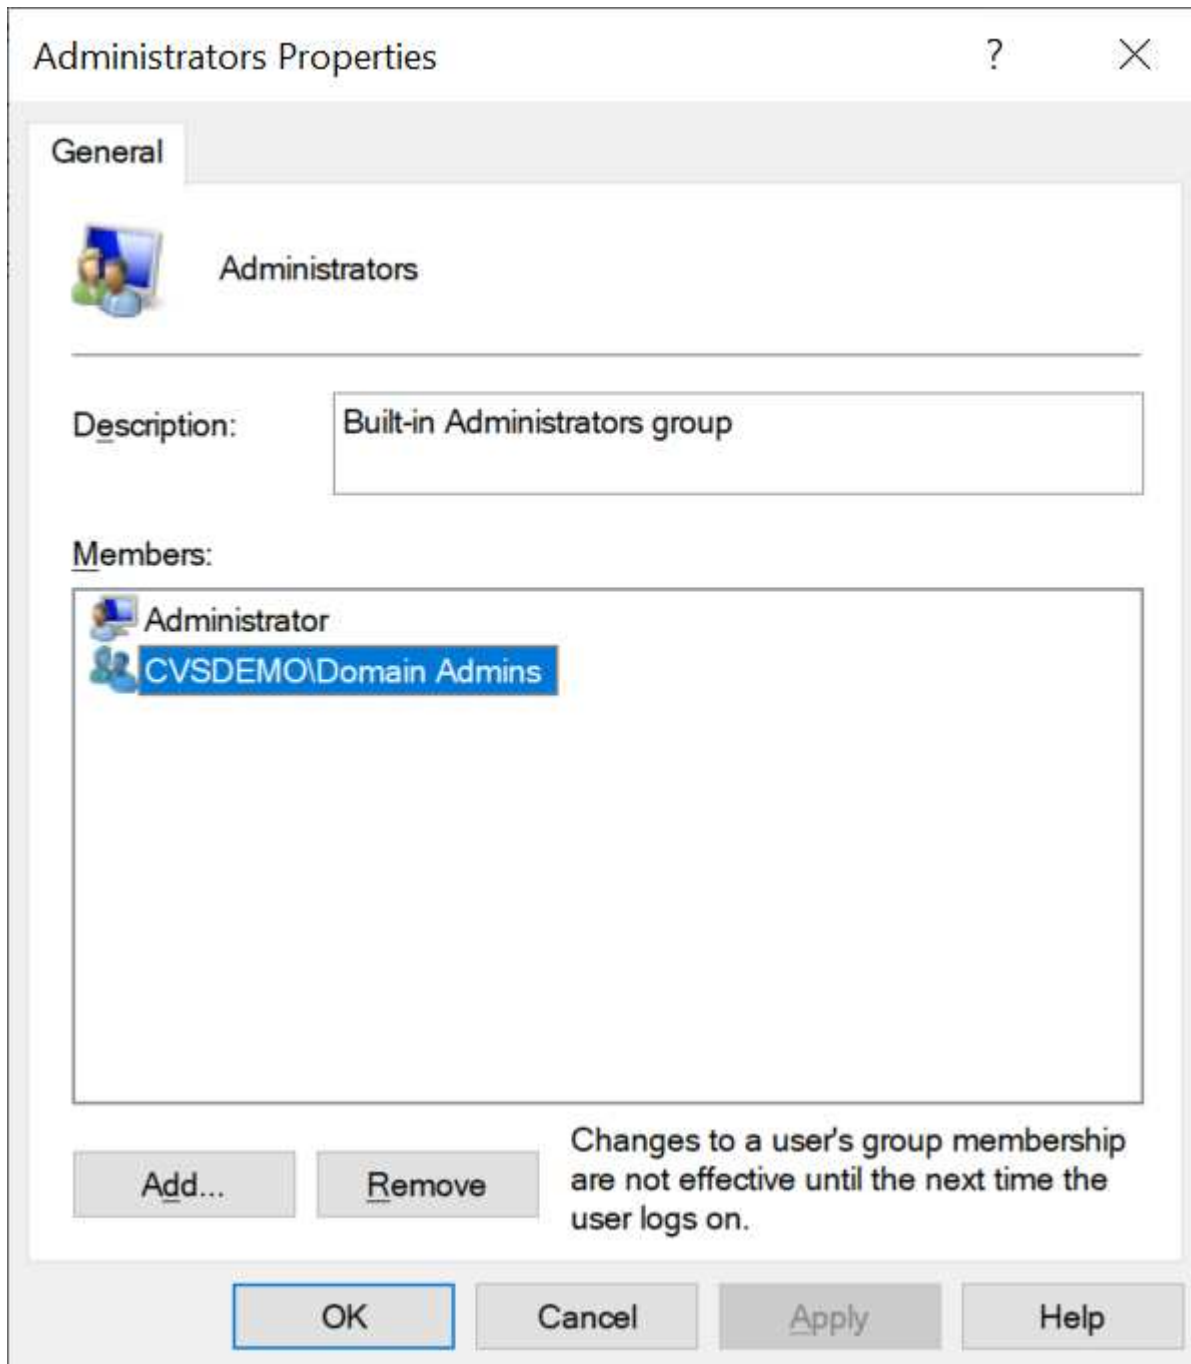 Administrators Properties
?
General
Administrators
Description:
Built-in Administrators group
Members:
Administrator
CVSDEMO\Domain Admins
Add...
Remove
Changes to a user's group membership
are not effective until the next time the
user logs on.
OK
Cancel
Apply
Help